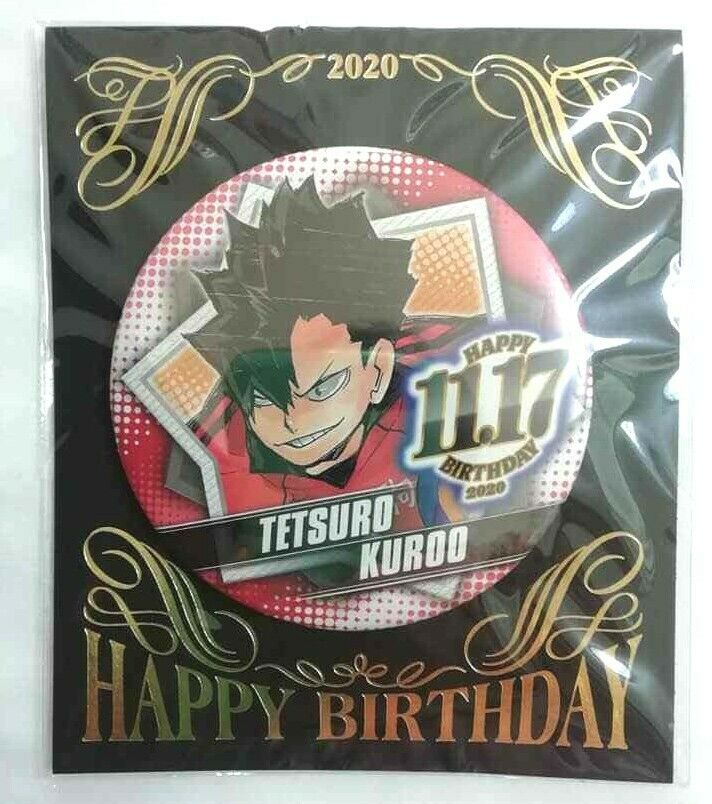 2020
HAPPY
11.17
BIRTHDAY
2020
TETSURO
KUROO
HAPPY BIRTHDAY